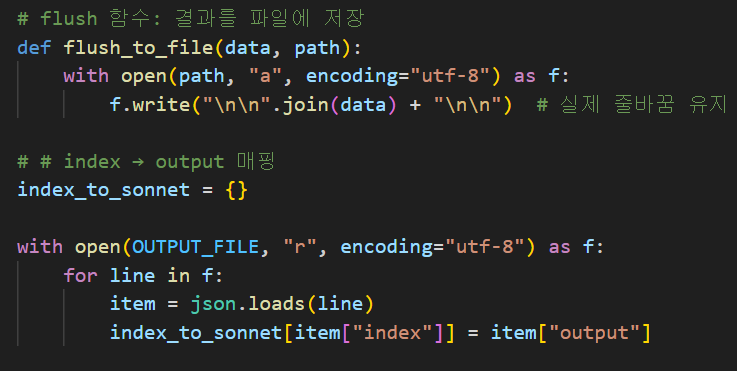 # flush 함수: 결과를 파일에 저장
def flush_to_file(data, path):
    with open(path, "a", encoding="utf-8") as f:
        f.write("\n\n".join(data) + "\n\n")  # 실제 줄바꿈 유지

# # index → output 매핑
index_to_sonnet = {}

with open(OUTPUT_FILE, "r", encoding="utf-8") as f:
    for line in f:
        item = json.loads(line)
        index_to_sonnet[item["index"]] = item["output"]